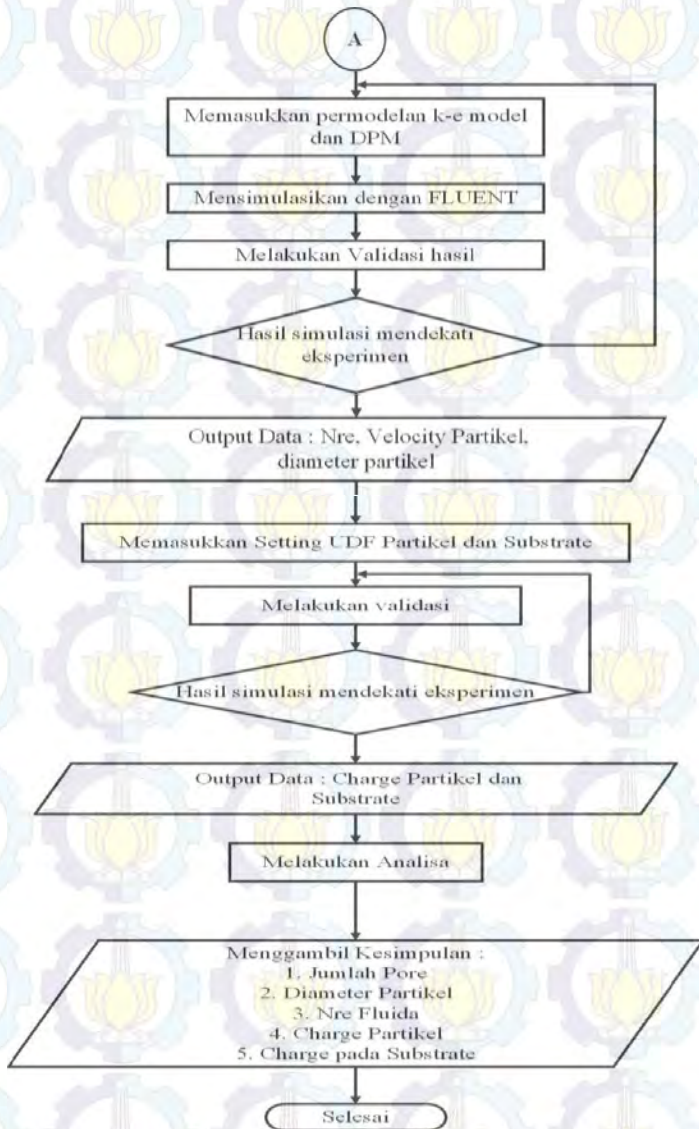 A
Memasukkan permodelan k-e model
dan DPM
Mensimulasikan dengan FLUENT
Melakukan Validasi hasil
Hasil simulasi mendekati
eksperimen
Output Data : Nre, Velocity Partikel,
diameter partikel
Memasukkan Setting UDF Partikel dan Substrate
Melakukan validasi
Hasil simulasi mendekati eksperimen
Output Data : Charge Partikel dan
Substrate
Melakukan Analisa
Menggambil Kesimpulan :
1. Jumlah Pore
2. Diameter Partikel
3. Nre Fluida
4. Charge Partikel
5. Charge pada Substrate
Selesai